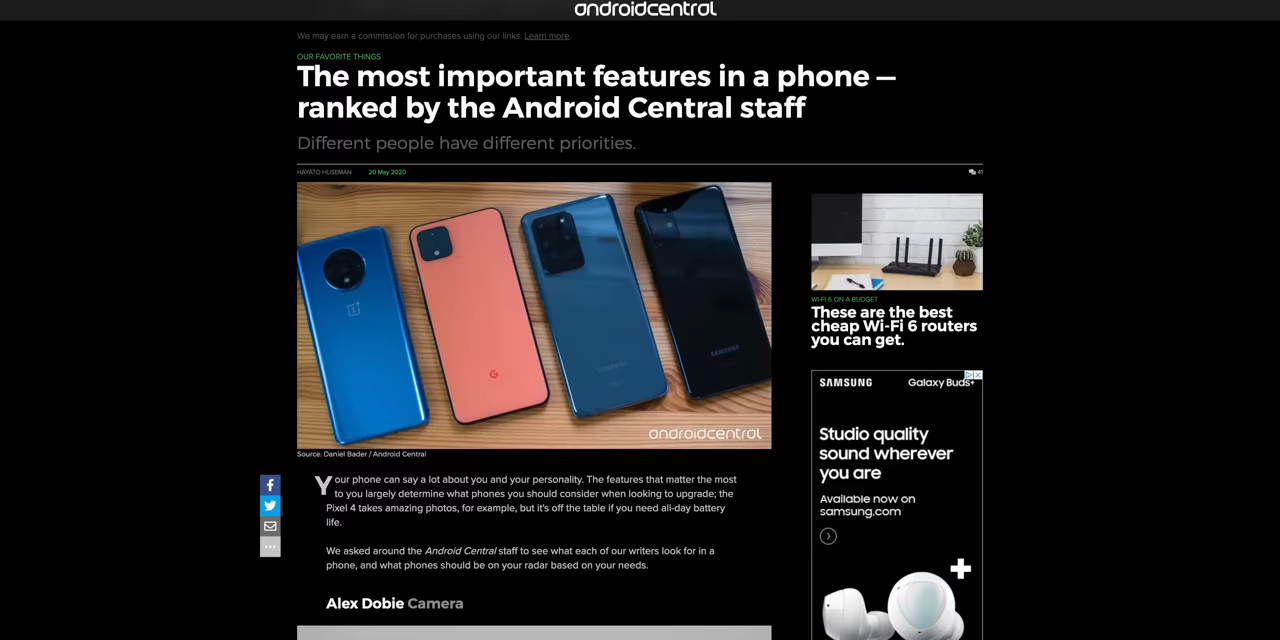 androidcentral
We may earn a commission for purchases using our links. Learn more.
OUR FAVORITE THINGS
The most important features in a phone —
ranked by the Android Central staff
Different people have different priorities.
HAYATO HUSEMAN 20 May 2020
41
SAMSUNG
androidcentral
Source: Daniel Bader / Android Central
Your phone can say a lot about you and your personality. The features that matter the most
to you largely determine what phones you should consider when looking to upgrade; the
Pixel 4 takes amazing photos, for example, but it's off the table if you need all-day battery
life.
We asked around the Android Central staff to see what each of our writers look for in a
phone, and what phones should be on your radar based on your needs.
Alex Dobie Camera
WI-FI 6 ON A BUDGET
These are the best
cheap Wi-Fi 6 routers
you can get.
SAMSUNG Galaxy Buds+
Studio quality
sound wherever
you are
Available now on
samsung.com